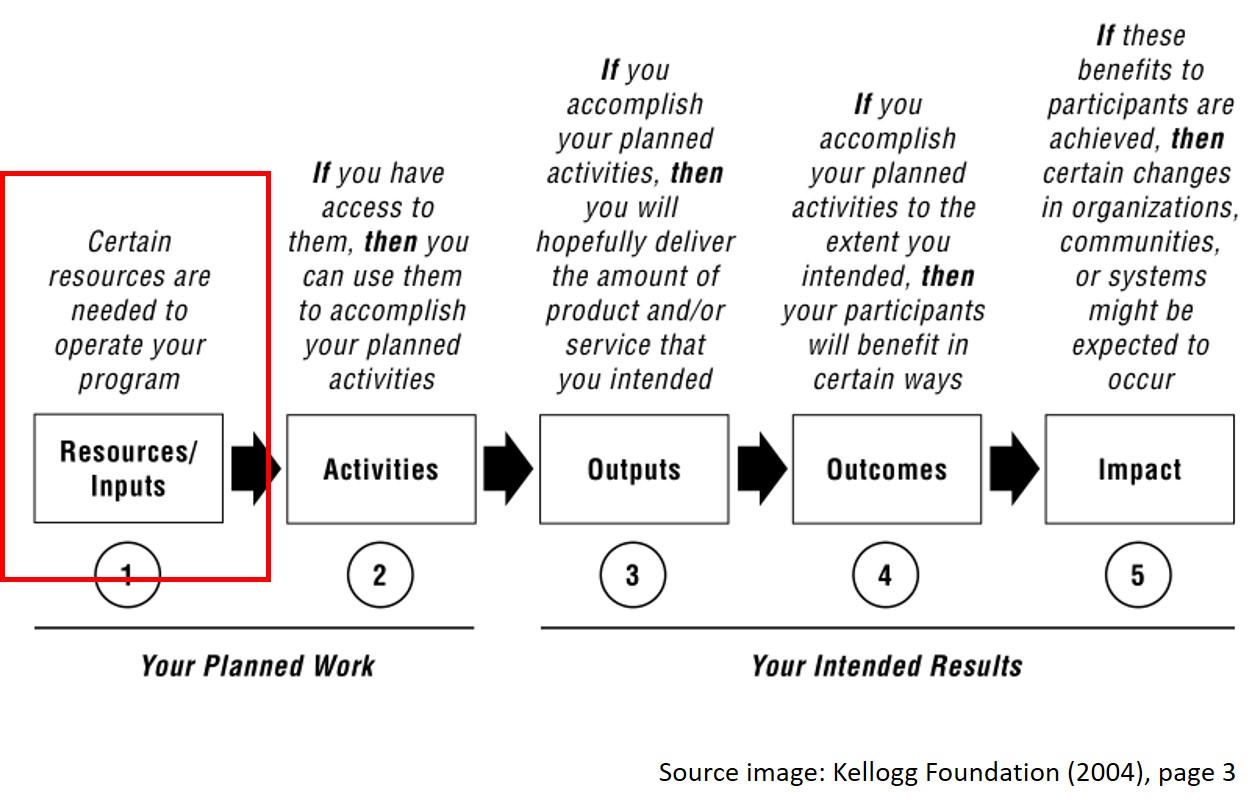 Certain
resources are
needed to
operate your
program
If you have
access to
them, then you
can use them
to accomplish
your planned
activities
If you
accomplish
your planned
activities, then
you will
hopefully deliver
the amount of
product and/or
service that
you intended
If you
accomplish
your planned
activities to the
extent you
intended, then
your participants
will benefit in
certain ways
If these
benefits to
participants are
achieved, then
certain changes
in organizations,
communities,
or systems
might be
expected to
occur
Resources/
Inputs
Activities
Outputs
Outcomes
Impact
1
2
3
4
5
Your Planned Work
Your Intended Results
Source image: Kellogg Foundation (2004), page 3